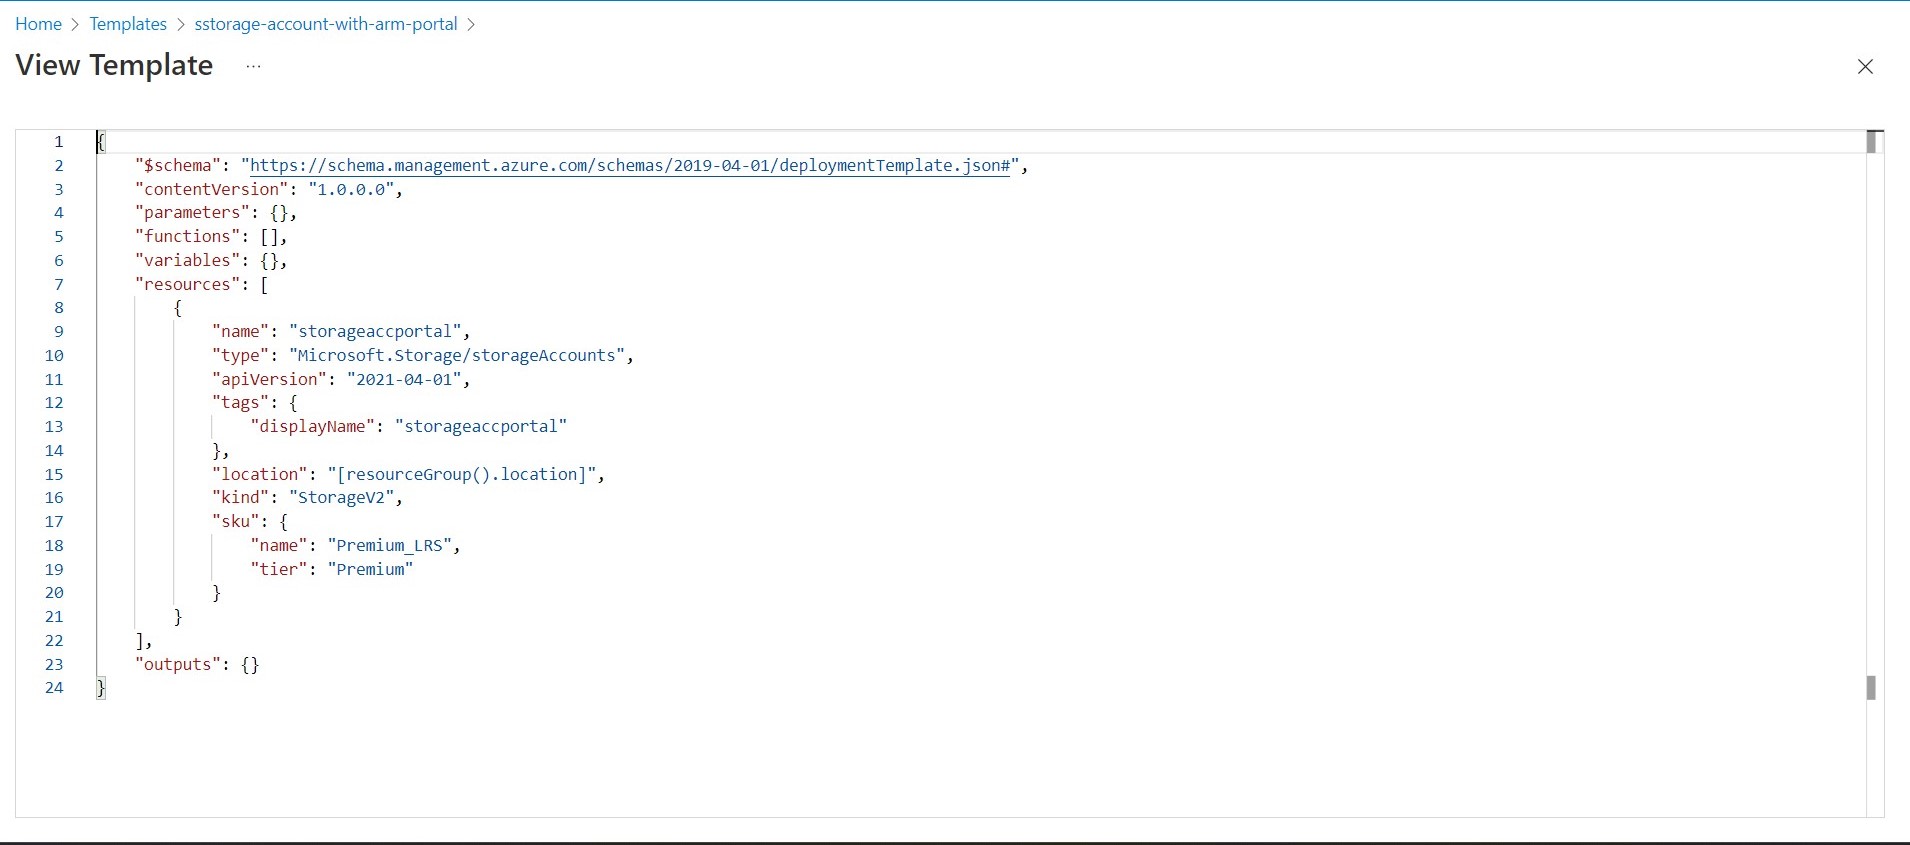 Home > Templates > sstorage-account-with-arm-portal >
View Template ...
1 {
2     "$schema": "https://schema.management.azure.com/schemas/2019-04-01/deploymentTemplate.json#",
3     "contentVersion": "1.0.0.0",
4     "parameters": {},
5     "functions": [],
6     "variables": {},
7     "resources": [
8         {
9             "name": "storageaccportal",
10             "type": "Microsoft.Storage/storageAccounts",
11             "apiVersion": "2021-04-01",
12             "tags": {
13                 "displayName": "storageaccportal"
14             },
15             "location": "[resourceGroup().location]",
16             "kind": "StorageV2",
17             "sku": {
18                 "name": "Premium_LRS",
19                 "tier": "Premium"
20             }
21         }
22     ],
23     "outputs": {}
24 }